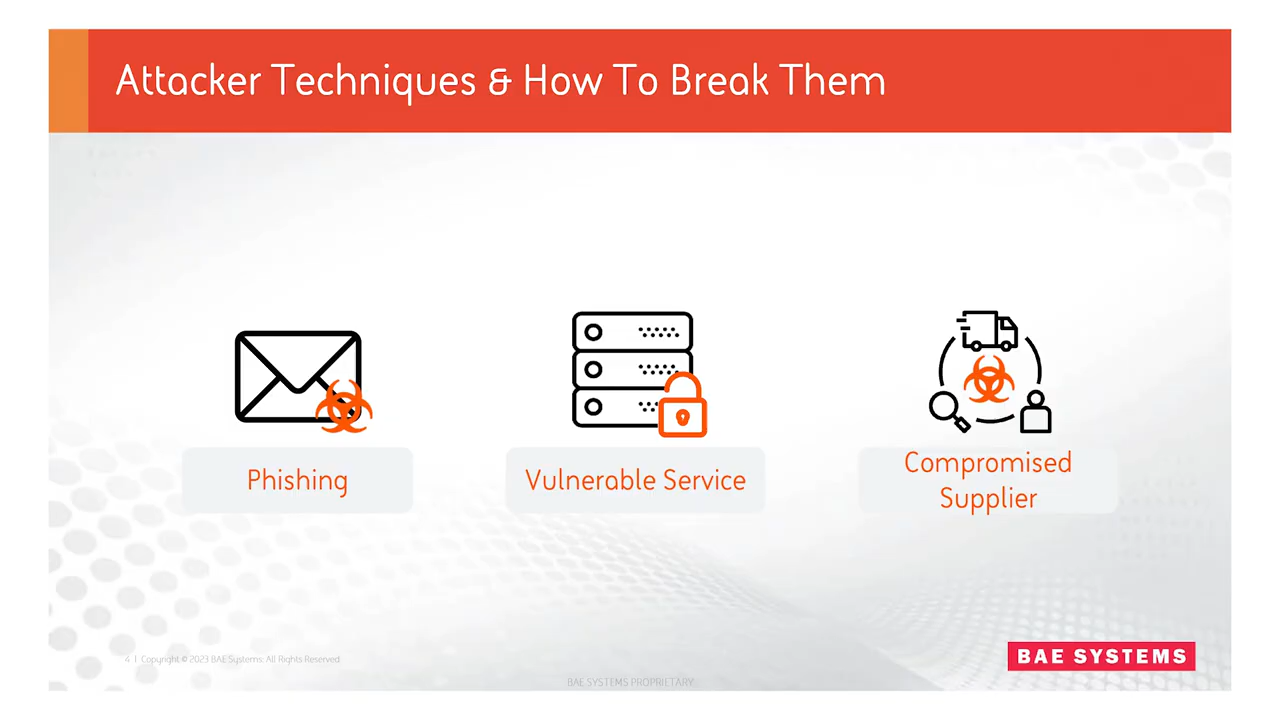 Attacker Techniques & How To Break Them
Phishing
Vulnerable Service
Compromised
Supplier
4 | Copyright © 2023 BAE Systems. All Rights Reserved
BAE SYSTEMS
BAE SYSTEMS PROPRIETARY